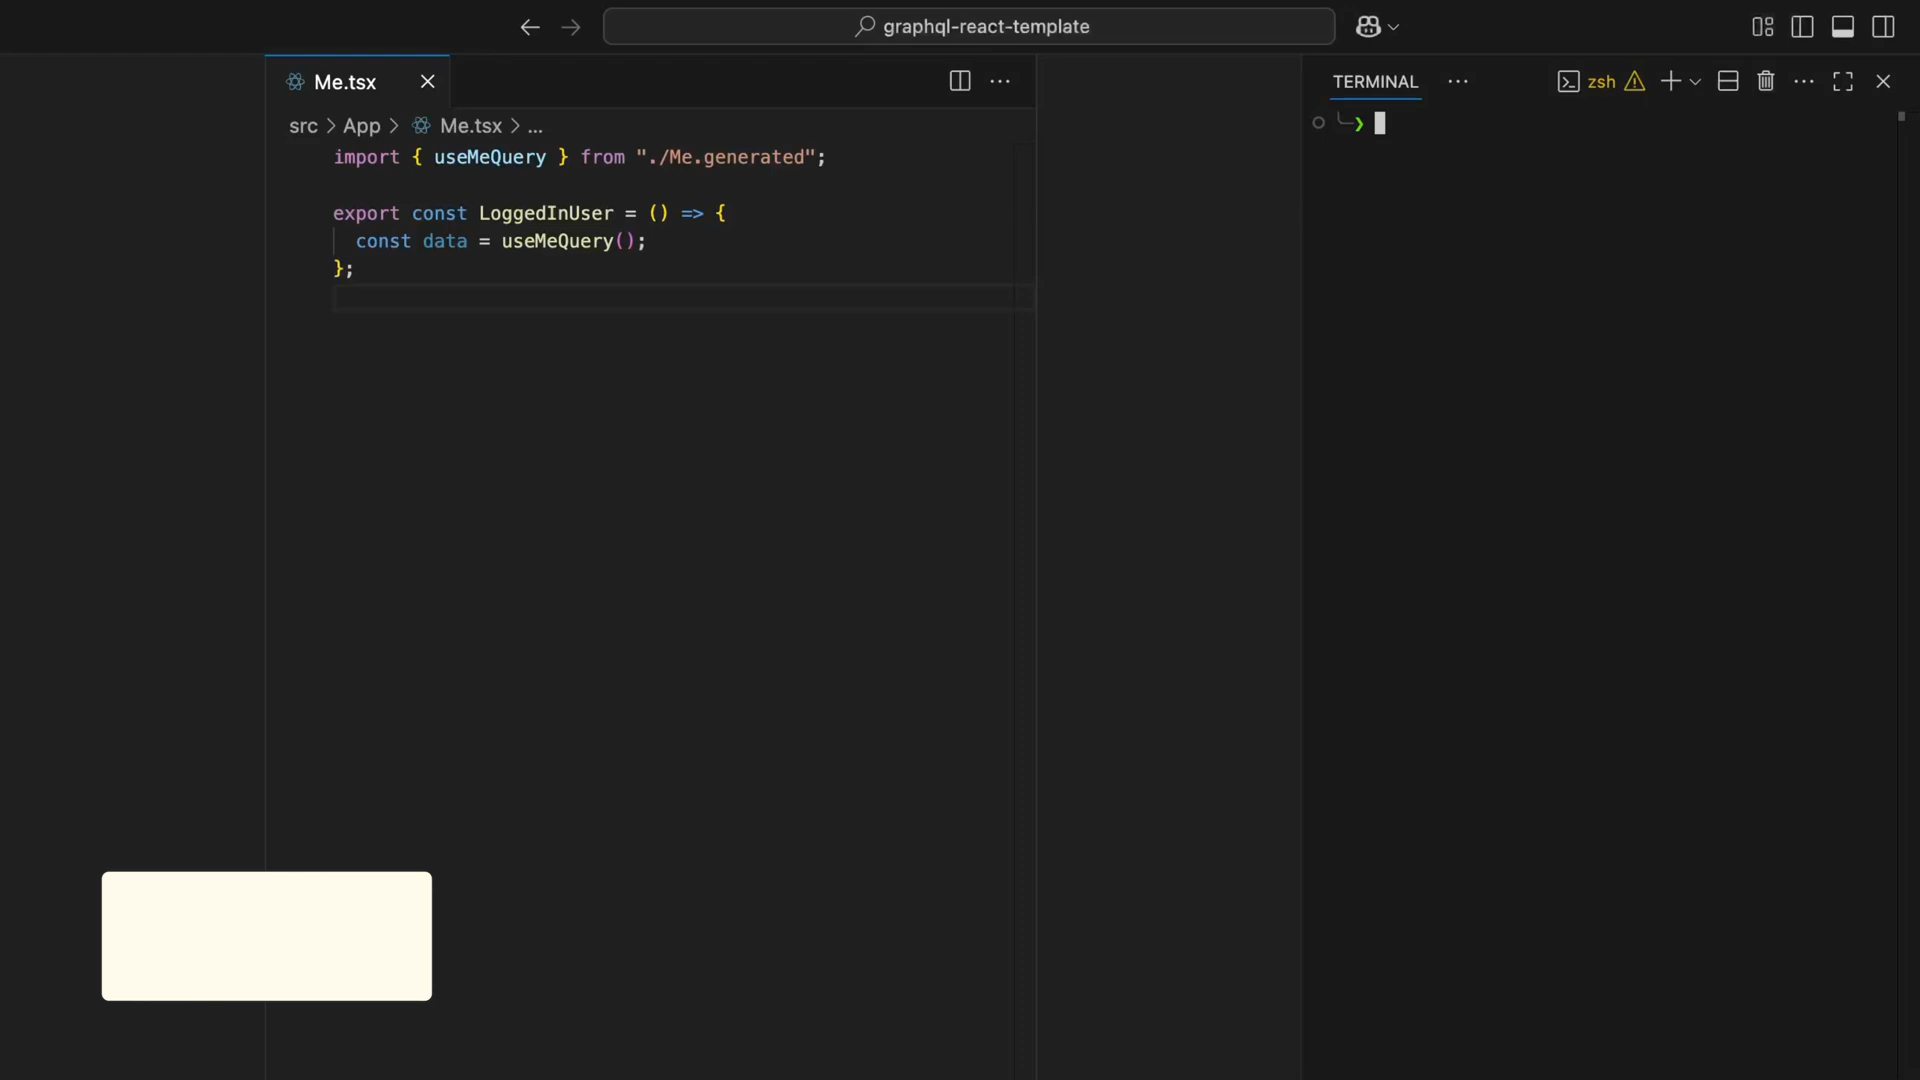 graphql-react-template
Me.tsx
src > App > Me.tsx > ...
import { useMeQuery } from "./Me.generated";
export const LoggedInUser = () => {
const data = useMeQuery();
};
TERMINAL
zsh